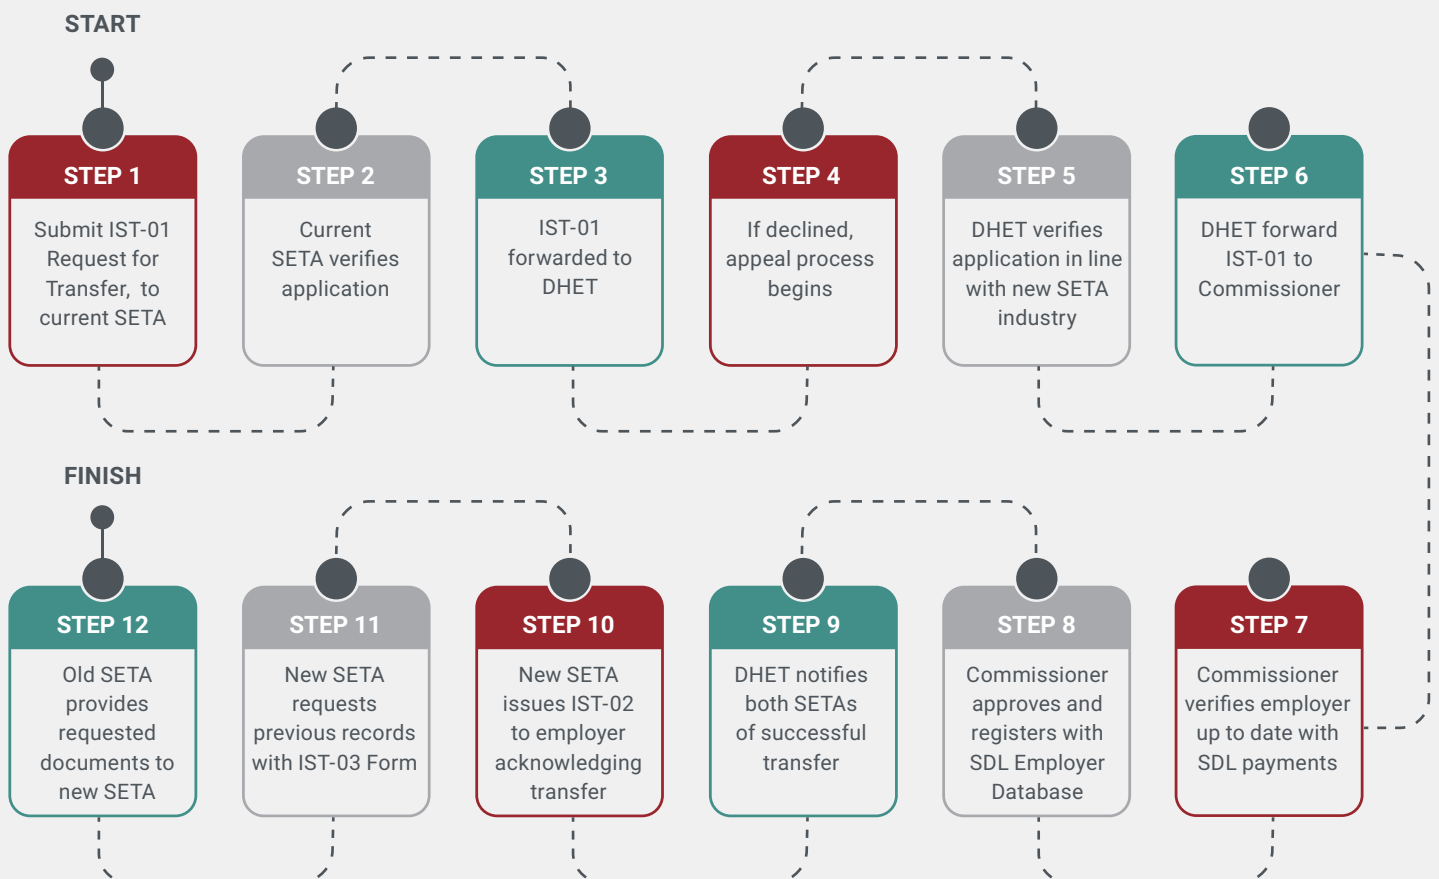 START
STEP 1
Submit IST-01
Request for
Transfer, to
current SETA
STEP 2
Current
SETA verifies
application
STEP 3
IST-01
forwarded to
DHET
STEP 4
If declined,
appeal process
begins
STEP 5
DHET verifies
application in line
with new SETA
industry
STEP 6
DHET forward
IST-01 to
Commissioner
FINISH
STEP 12
Old SETA
provides
requested
documents to
new SETA
STEP 11
New SETA
requests
previous records
with IST-03 Form
STEP 10
New SETA
issues IST-02
to employer
acknowledging
transfer
STEP 9
DHET notifies
both SETAs
of successful
transfer
STEP 8
Commissioner
approves and
registers with
SDL Employer
Database
STEP 7
Commissioner
verifies employer
up to date with
SDL payments